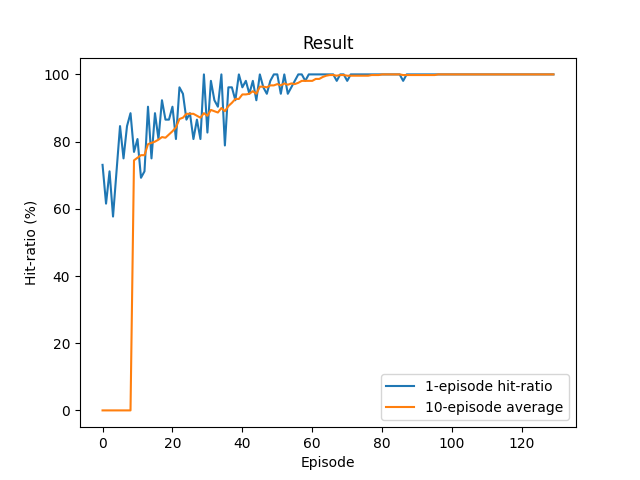 Result
Hit-ratio (%)
100
80
60
40
20
0
0 20 40 60 80 100 120
Episode
1-episode hit-ratio
10-episode average